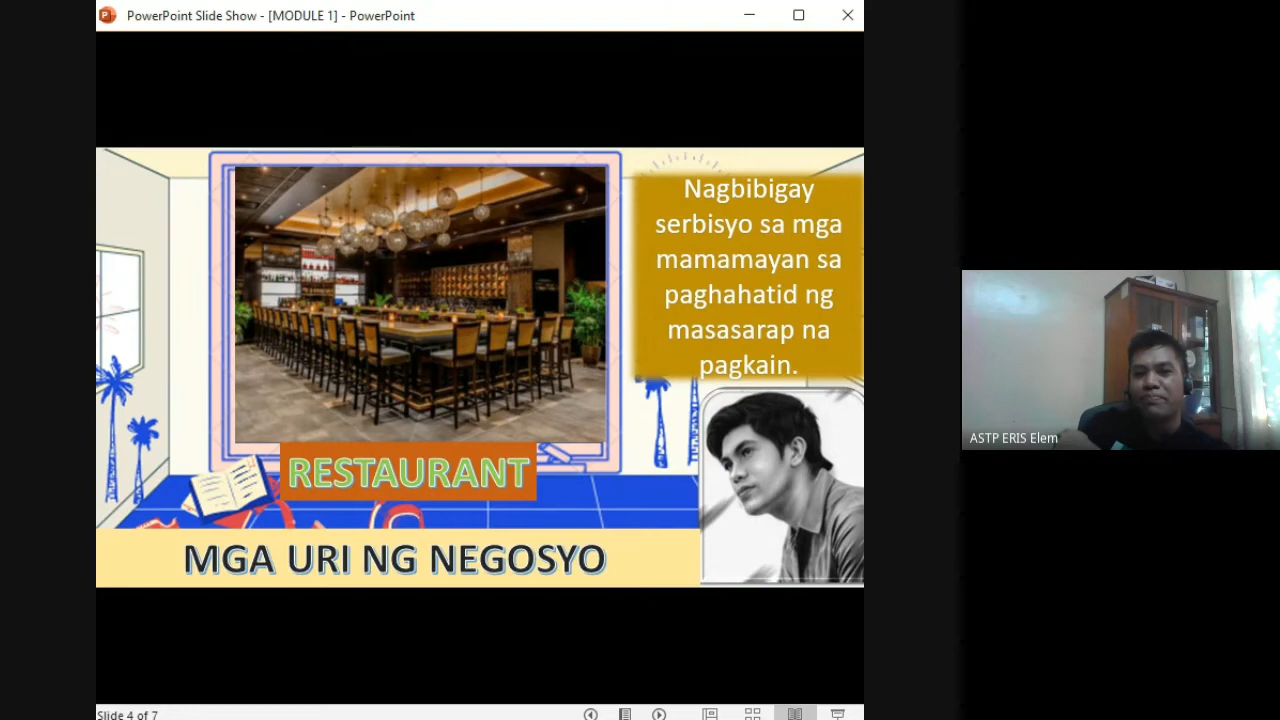 PowerPoint Slide Show - [MODULE 1] - PowerPoint
Nagbibigay
serbisyo sa mga
mamamayan sa
paghahatid ng
masasarap na
pagkain.
RESTAURANT
MGA URI NG NEGOSYO
ASTP ERIS Elem
Slide 4 of 7